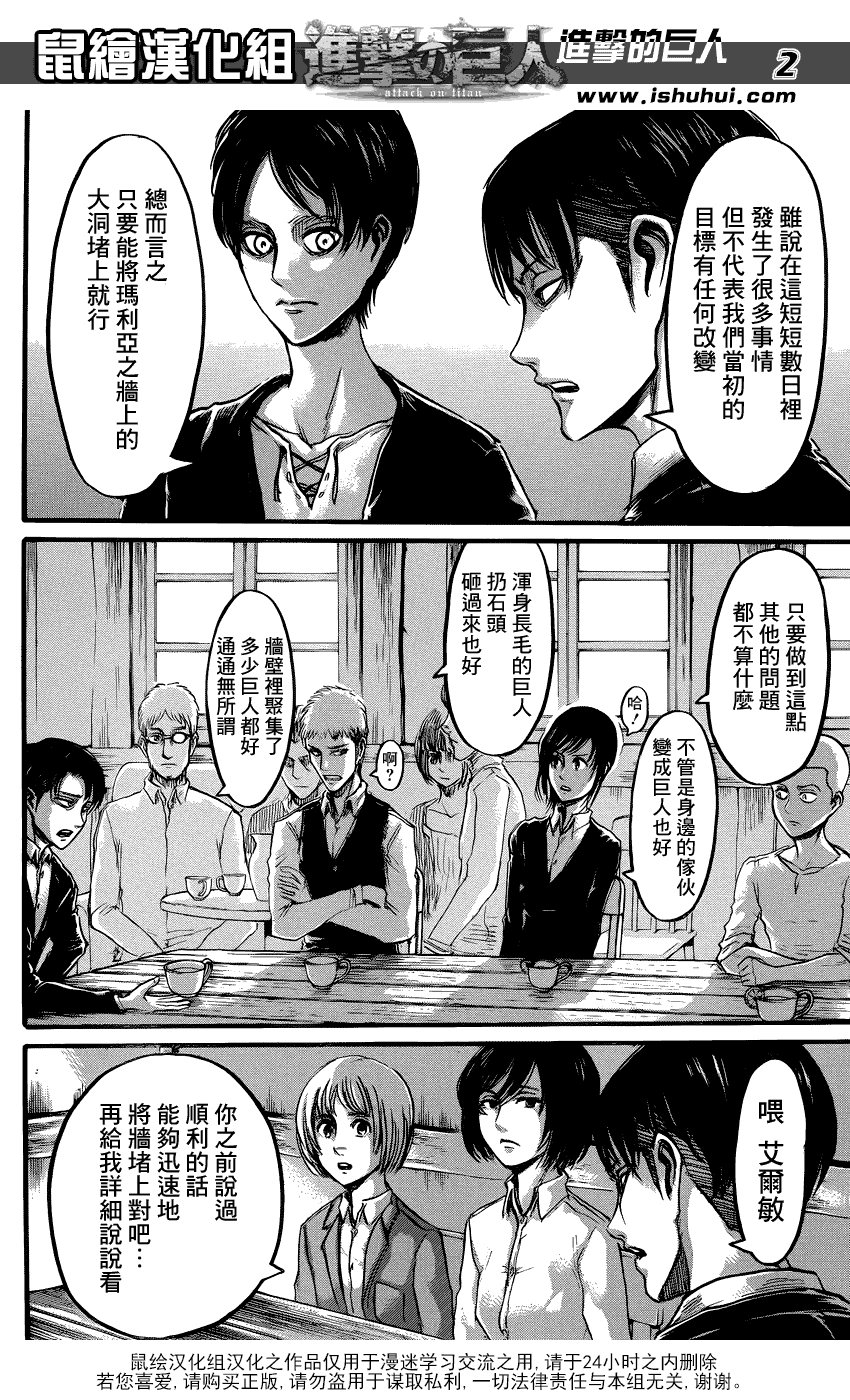 鼠繪漢化組
進撃の巨人
attack on titan
進擊的巨人
2
www.ishuhui.com
雖說在這短短數日裡
發生了很多事情
但不代表我們當初的
目標有任何改變
總而言之
只要能將瑪利亞之牆上的
大洞堵上就行
只要做到這點
其他的問題
都不算什麼
不管是身邊的傢伙
變成巨人也好
哈！
渾身長毛的巨人
扔石頭
砸過來也好
啊？
牆壁裡聚集了
多少巨人都好
通通無所謂
喂 艾爾敏
你之前說過
順利的話
能夠迅速地
將牆堵上對吧…
再給我詳細說說看
鼠绘汉化组汉化之作品仅用于漫迷学习交流之用,请于24小时之内删除
若您喜爱,请购买正版,请勿盗用于谋取私利,一切法律责任与本组无关,谢谢。